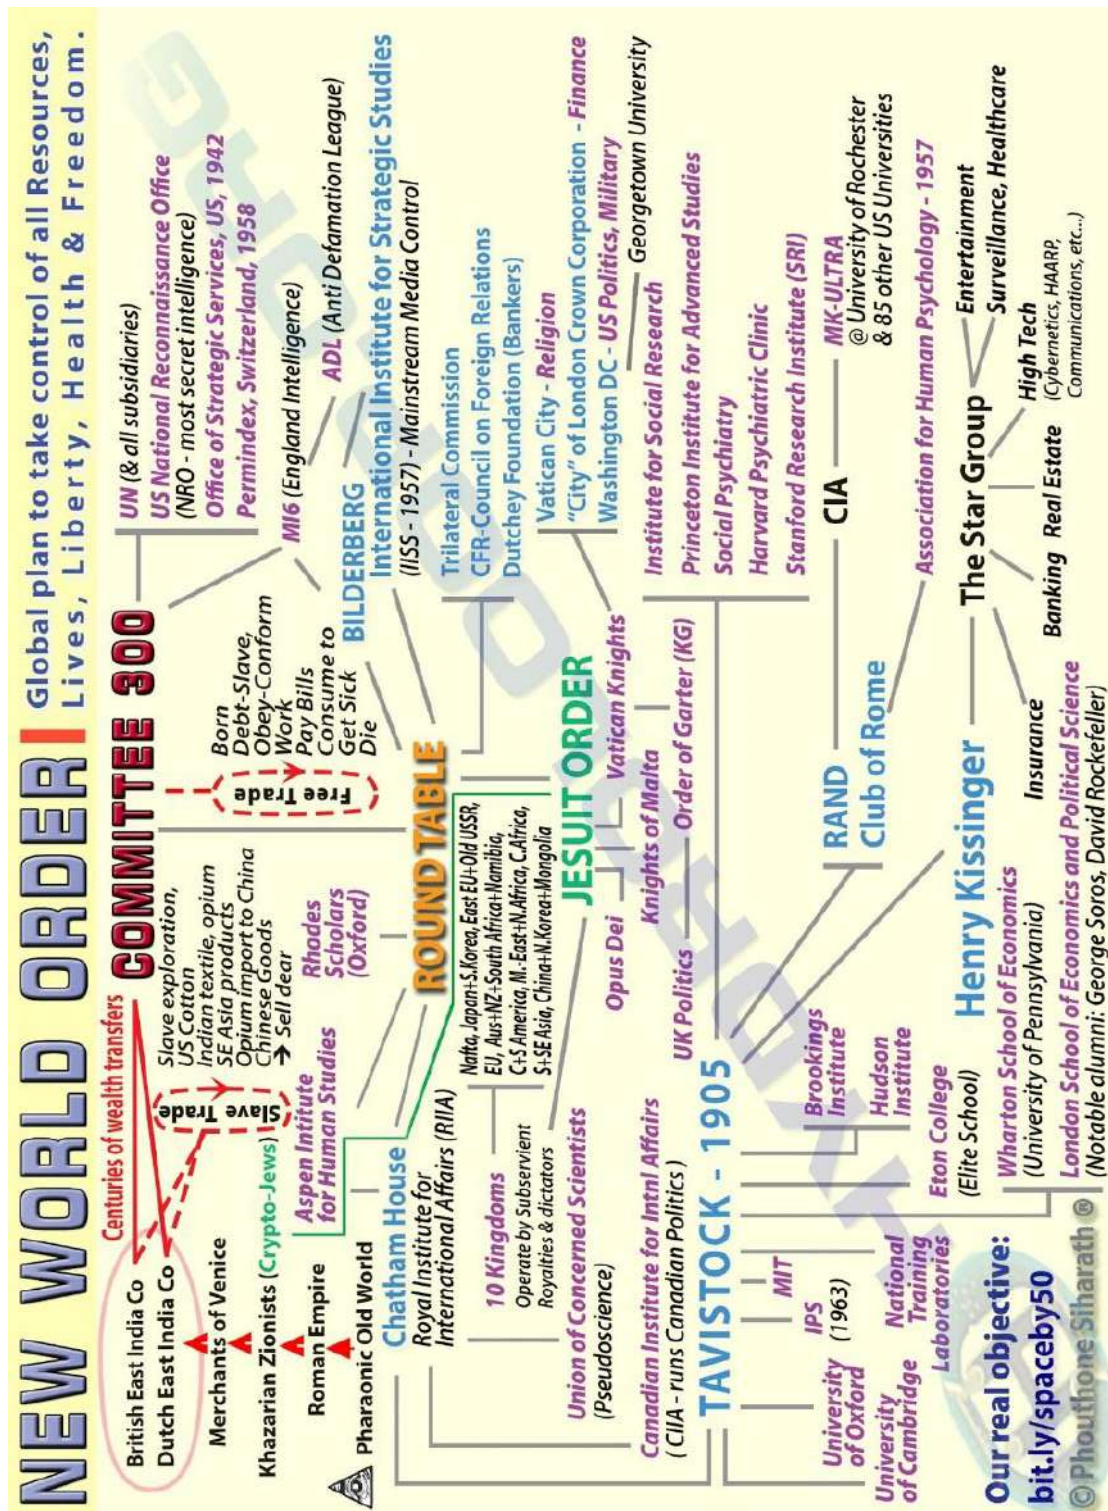 NEW WORLD ORDER
Global plan to take control of all Resources,
Lives, Liberty, Health & Freedom.
Centuries of wealth transfers
British East India Co
Dutch East India Co
Merchants of Venice
Khazarian Zionists (Crypto-Jews)
Roman Empire
Pharaonic Old World
Slave Trade
Slave exploration,
US Cotton
Indian textile, opium
SE Asia products
Opium import to China
Chinese Goods
→ Sell dear
COMMITTEE 300
Free Trade
Born
Debt-Slave,
Obey-Conform
Work
Pay Bills
Consume to
Get Sick
Die
UN (& all subsidiaries)
US National Reconnaissance Office
(NRO - most secret intelligence)
Office of Strategic Services, US, 1942
Permindex, Switzerland, 1958
MI6 (England Intelligence)
ADL (Anti Defamation League)
BILDERBERG
International Institute for Strategic Studies
(IISS - 1957) - Mainstream Media Control
Aspen Intitute
for Human Studies
Rhodes
Scholars
(Oxford)
ROUNDTABLE
Trilateral Commission
CFR-Council on Foreign Relations
Dutchey Foundation (Bankers)
Chatham House
Royal Institute for
International Affairs (RIIA)
10 Kingdoms
Operate by Subservient
Royalties & dictators
Nafta, Japan+S.Korea, East EU+Old USSR,
EU, Aus+NZ+South Africa+Namibia,
C+S America, M.-East+N.Africa, C.Africa,
S+SE Asia, China+N.Korea+Mongolia
JESUIT ORDER
Vatican City - Religion
"City" of London Crown Corporation - Finance
Washington DC - US Politics, Military
Georgetown University
Union of Concerned Scientists
(Pseudoscience)
Opus Dei
Vatican Knights
Knights of Malta
Order of Garter (KG)
UK Politics
Canadian Institute for Intnl Affairs
( CIIA - runs Canadian Politics )
Institute for Social Research
Princeton Institute for Advanced Studies
Social Psychiatry
Harvard Psychiatric Clinic
Stanford Research Institute (SRI)
TAVISTOCK - 1905
RAND
Club of Rome
CIA
MK-ULTRA
@ University of Rochester
& 85 other US Universities
Association for Human Psychology - 1957
University
of Oxford
University
of Cambridge
IPS
(1963)
MIT
National
Training
Laboratories
Brookings
Institute
Hudson
Institute
Eton College
(Elite School)
Wharton School of Economics
(University of Pennsylvania)
London School of Economics and Political Science
(Notable alumni: George Soros, David Rockefeller)
Henry Kissinger
The Star Group
Entertainment
Surveillance, Healthcare
High Tech
(Cybernetics, HAARP,
Communications, etc...)
Real Estate
Banking
Insurance
Our real objective:
bit.ly/spaceby50
© Phouthone Siharath ®